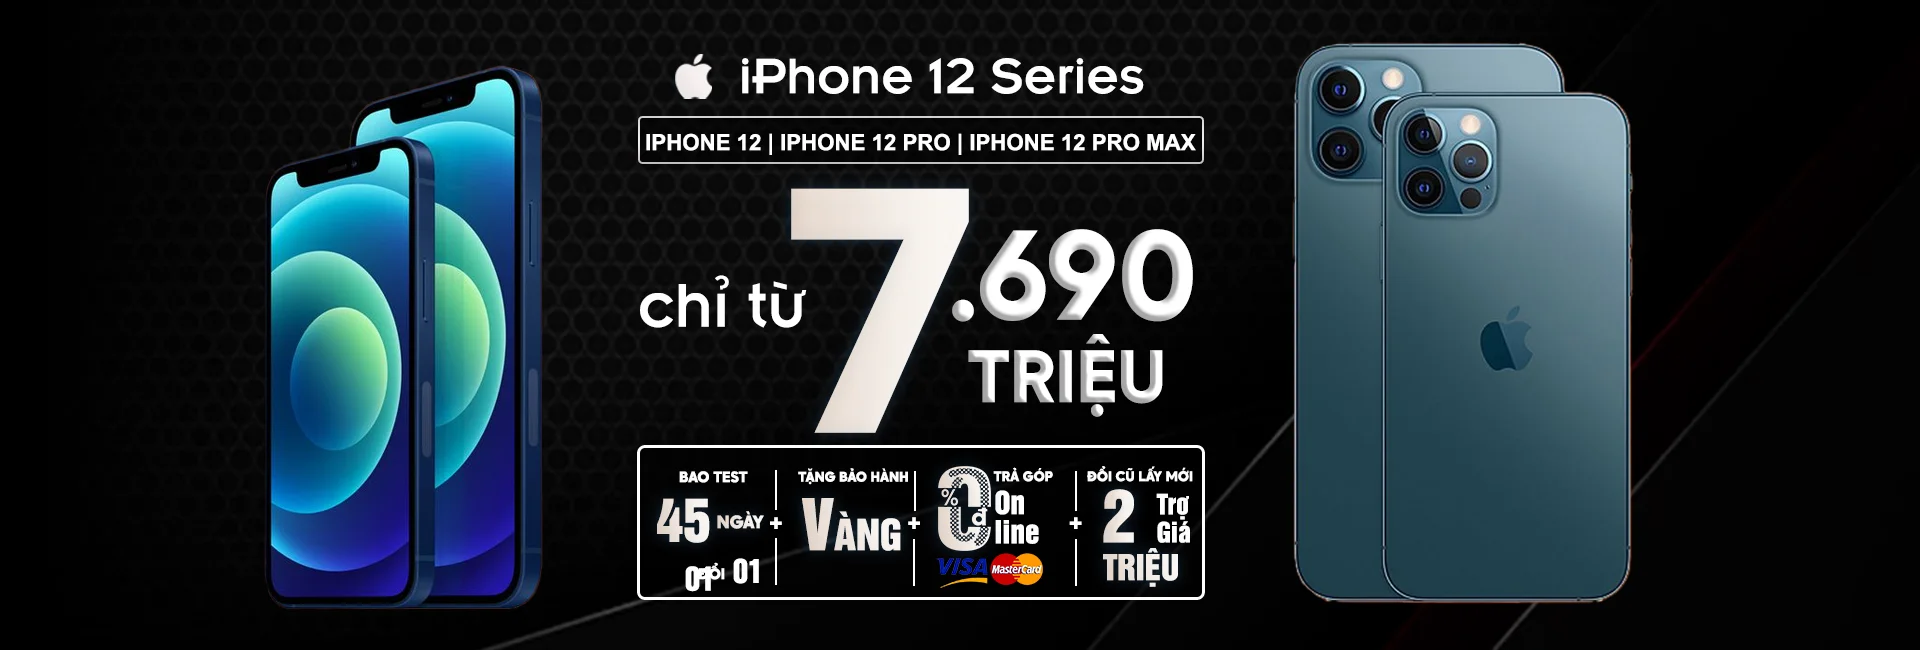 iPhone 12 Series
IPHONE 12 | IPHONE 12 PRO | IPHONE 12 PRO MAX
chỉ từ 7.690
TRIỆU
BAO TEST
45 NGÀY
01 ĐỔI 01
+
TẶNG BẢO HÀNH
VÀNG
+
0% 0đ TRẢ GÓP
On
line
VISA MasterCard
+
ĐỔI CŨ LẤY MỚI
2 Trợ
Giá
TRIỆU